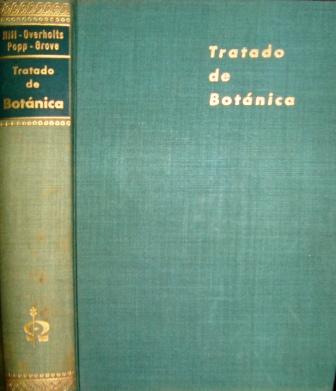 Hill-Overholts
Popp-Grove
Tratado
de
Botánica
Tratado
de
Botánica